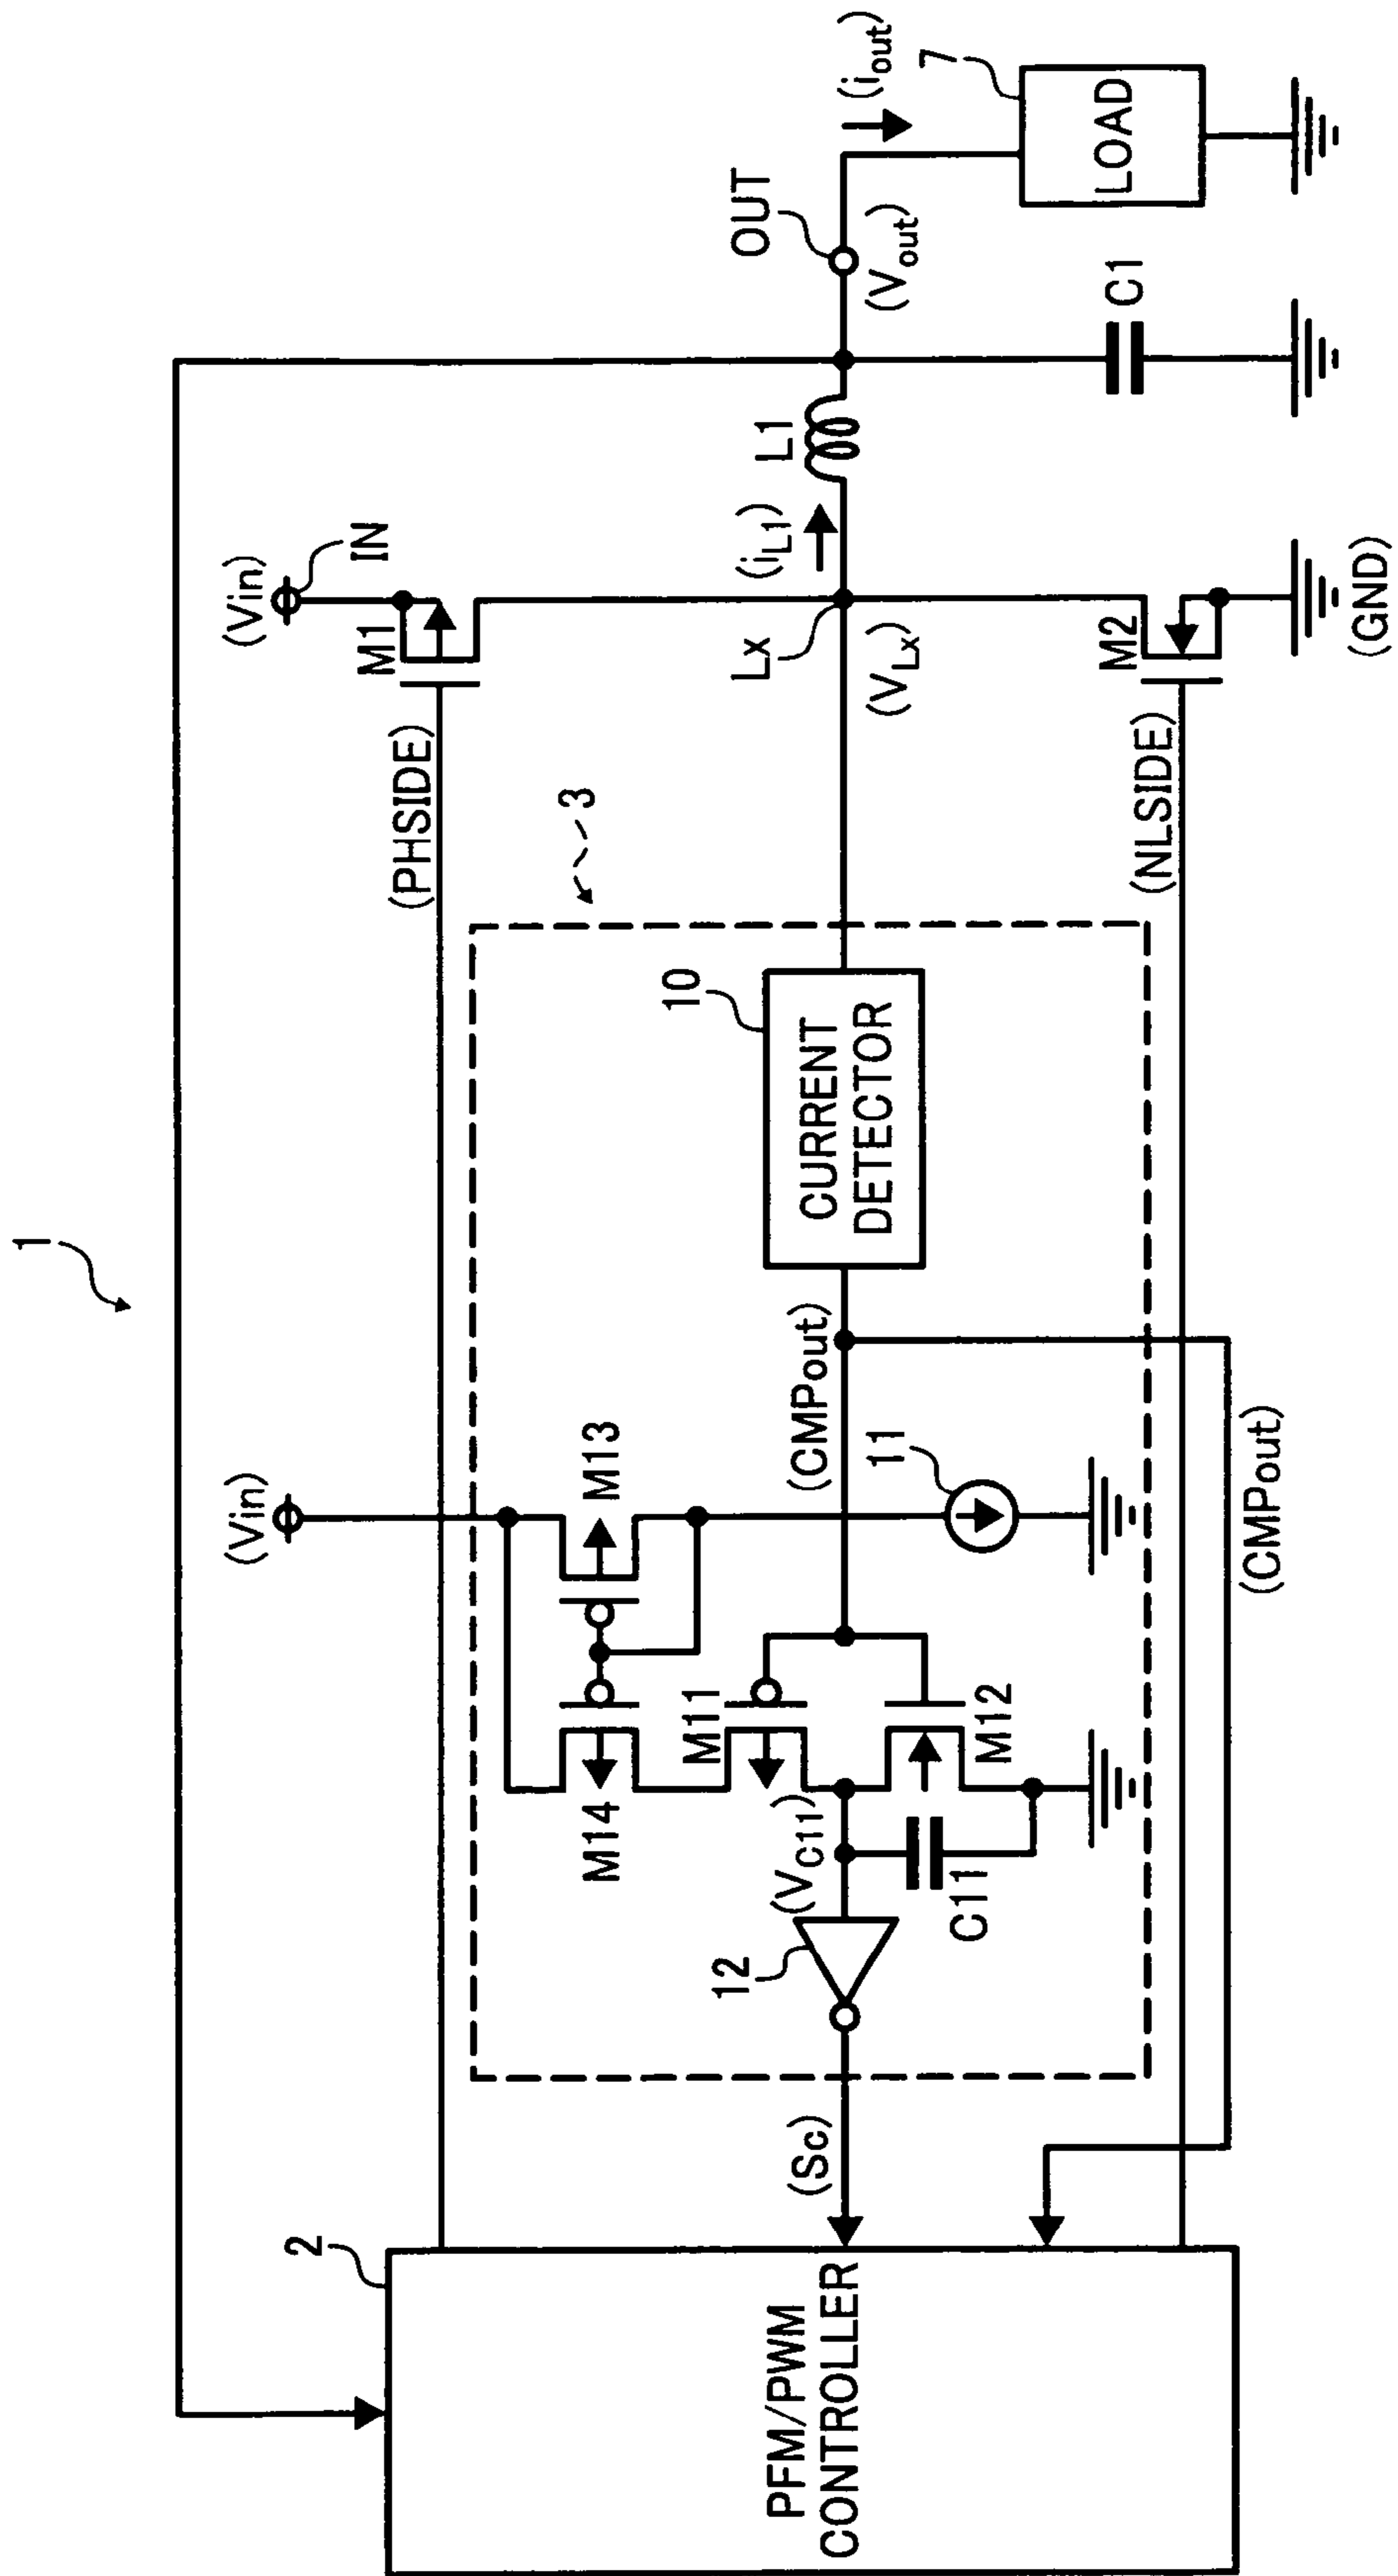 1
(Vin)
IN
M1
(PHSIDE)
(Vin)
M13
M14
3
10
CURRENT
DETECTOR
(CMPout)
11
M11
M12
(VC11)
C11
12
(Sc)
2
PFM/PWM
CONTROLLER
Lx
(VLx)
(iL1)
L1
OUT
(Vout)
(iout)
7
LOAD
C1
M2
(NLSIDE)
(GND)
(CMPout)